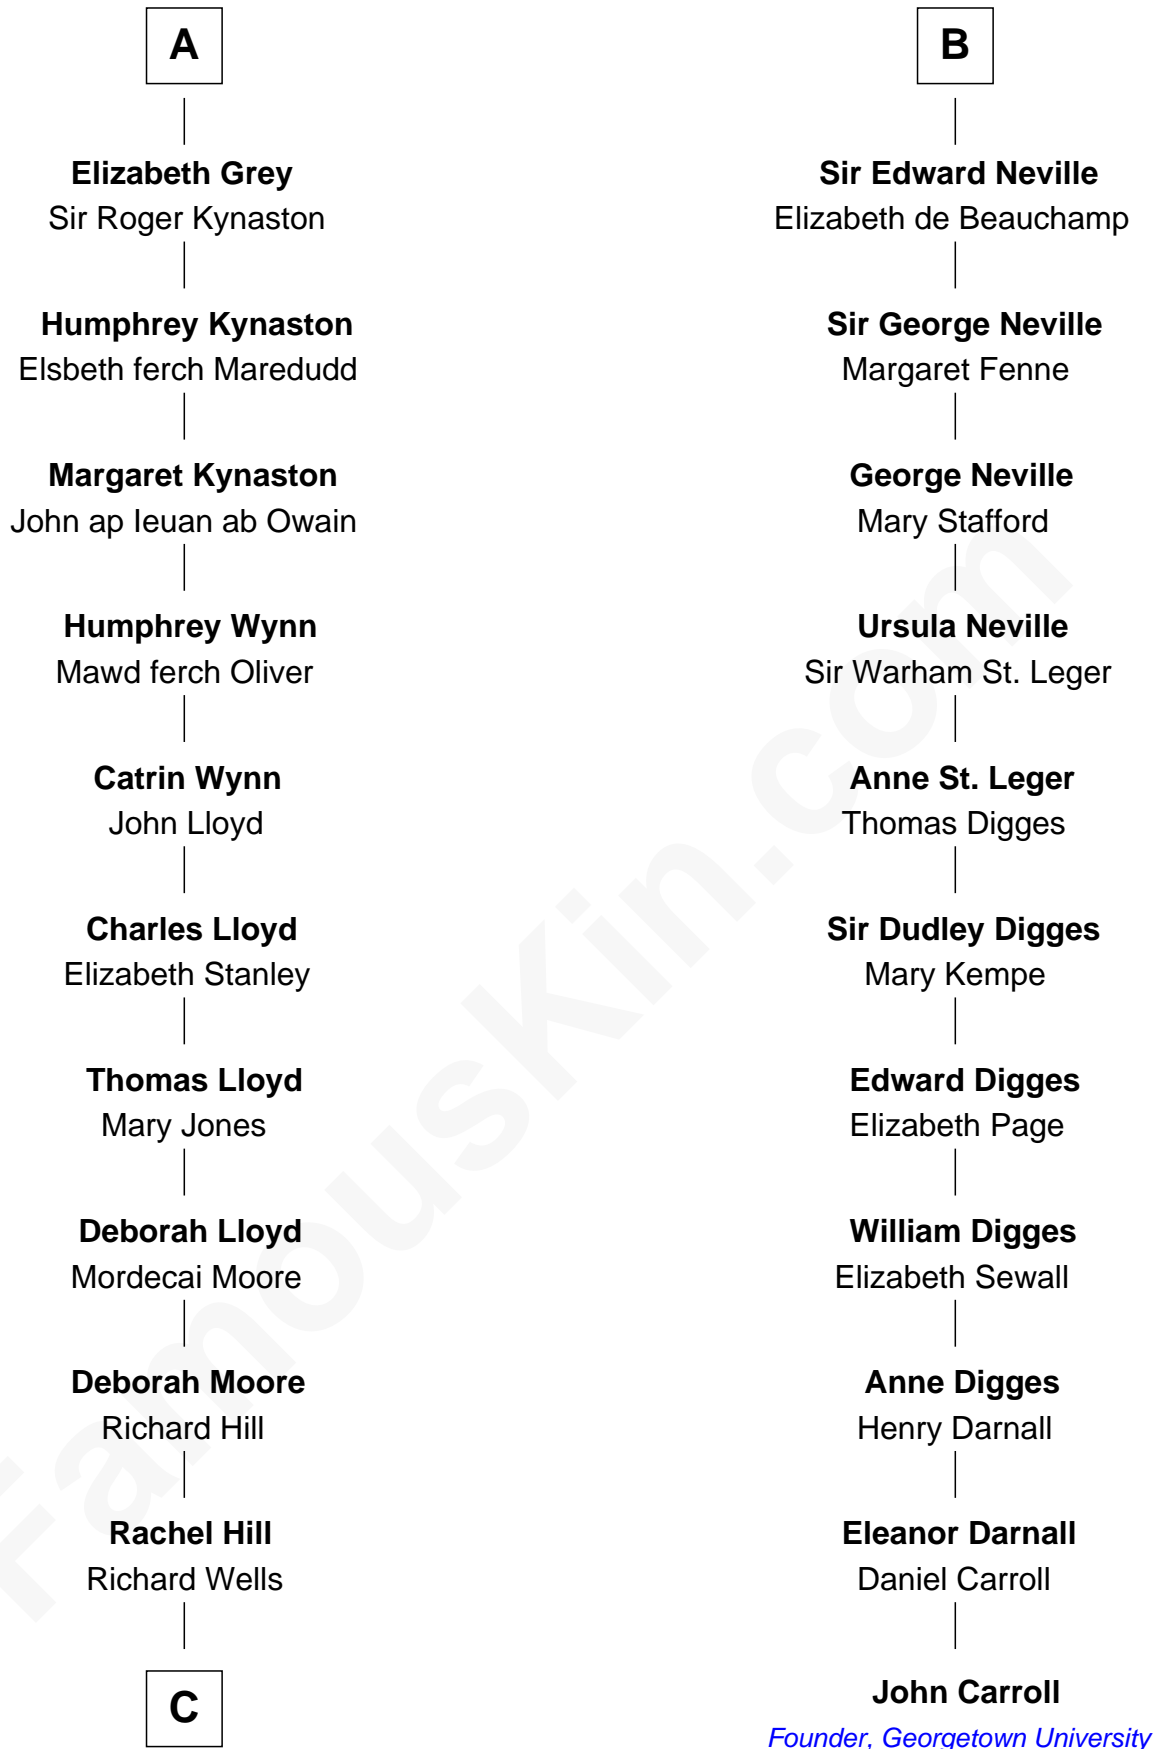 A
Elizabeth Grey
Sir Roger Kynaston
Humphrey Kynaston
Elsbeth ferch Maredudd
Margaret Kynaston
John ap Ieuan ab Owain
Humphrey Wynn
Mawd ferch Oliver
Catrin Wynn
John Lloyd
Charles Lloyd
Elizabeth Stanley
Thomas Lloyd
Mary Jones
Deborah Lloyd
Mordecai Moore
Deborah Moore
Richard Hill
Rachel Hill
Richard Wells
C
B
Sir Edward Neville
Elizabeth de Beauchamp
Sir George Neville
Margaret Fenne
George Neville
Mary Stafford
Ursula Neville
Sir Warham St. Leger
Anne St. Leger
Thomas Digges
Sir Dudley Digges
Mary Kempe
Edward Digges
Elizabeth Page
William Digges
Elizabeth Sewall
Anne Digges
Henry Darnall
Eleanor Darnall
Daniel Carroll
John Carroll
Founder, Georgetown University
FamousKin.com